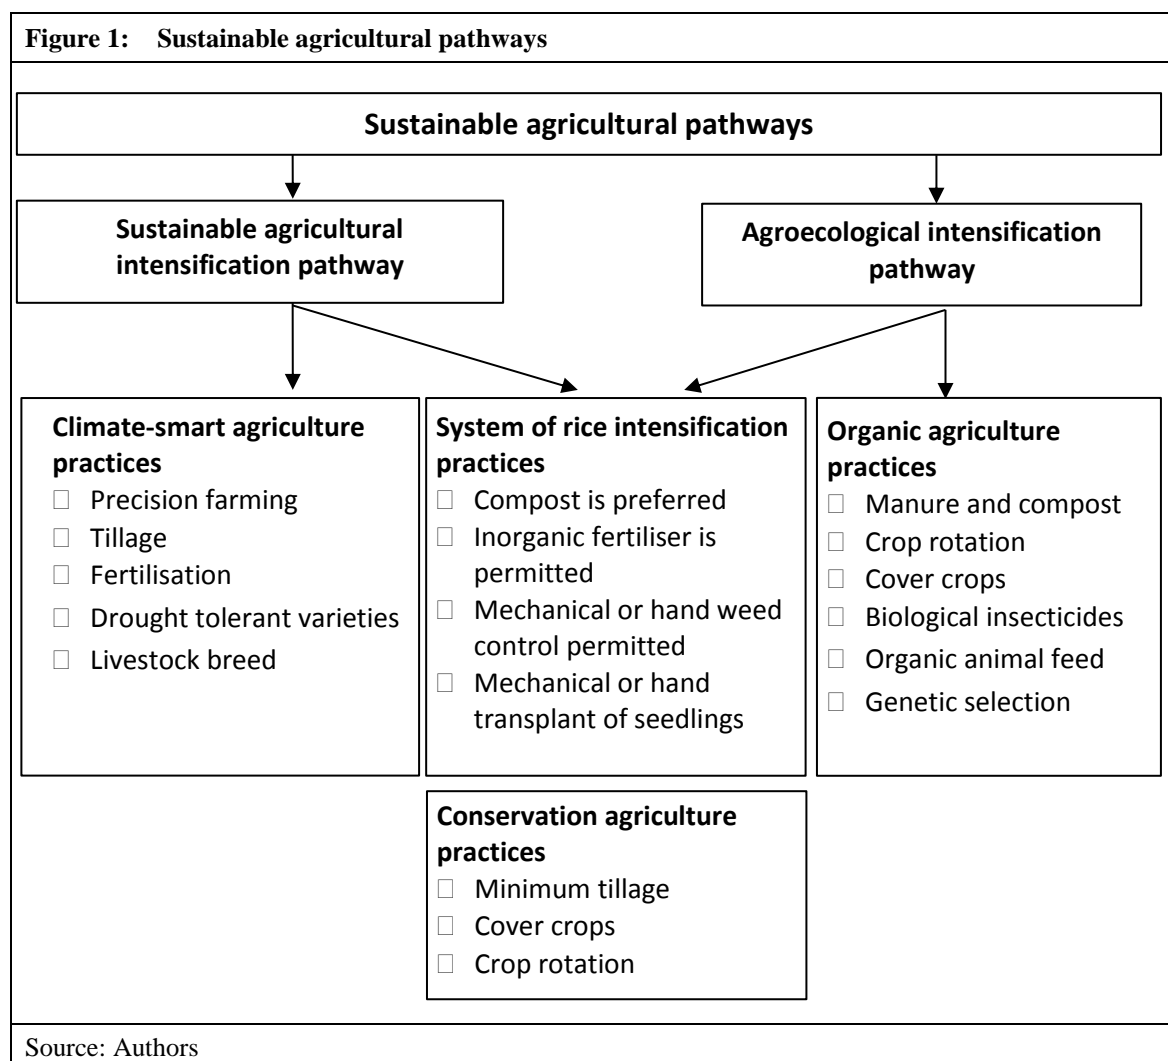 Figure 1: Sustainable agricultural pathways
Sustainable agricultural pathways
Sustainable agricultural
intensification pathway
Agroecological intensification
pathway
Climate-smart agriculture
practices
□ Precision farming
□ Tillage
□ Fertilisation
□ Drought tolerant varieties
□ Livestock breed
System of rice intensification
practices
□ Compost is preferred
□ Inorganic fertiliser is
permitted
□ Mechanical or hand weed
control permitted
□ Mechanical or hand
transplant of seedlings
Organic agriculture
practices
□ Manure and compost
□ Crop rotation
□ Cover crops
□ Biological insecticides
□ Organic animal feed
□ Genetic selection
Conservation agriculture
practices
□ Minimum tillage
□ Cover crops
□ Crop rotation
Source: Authors